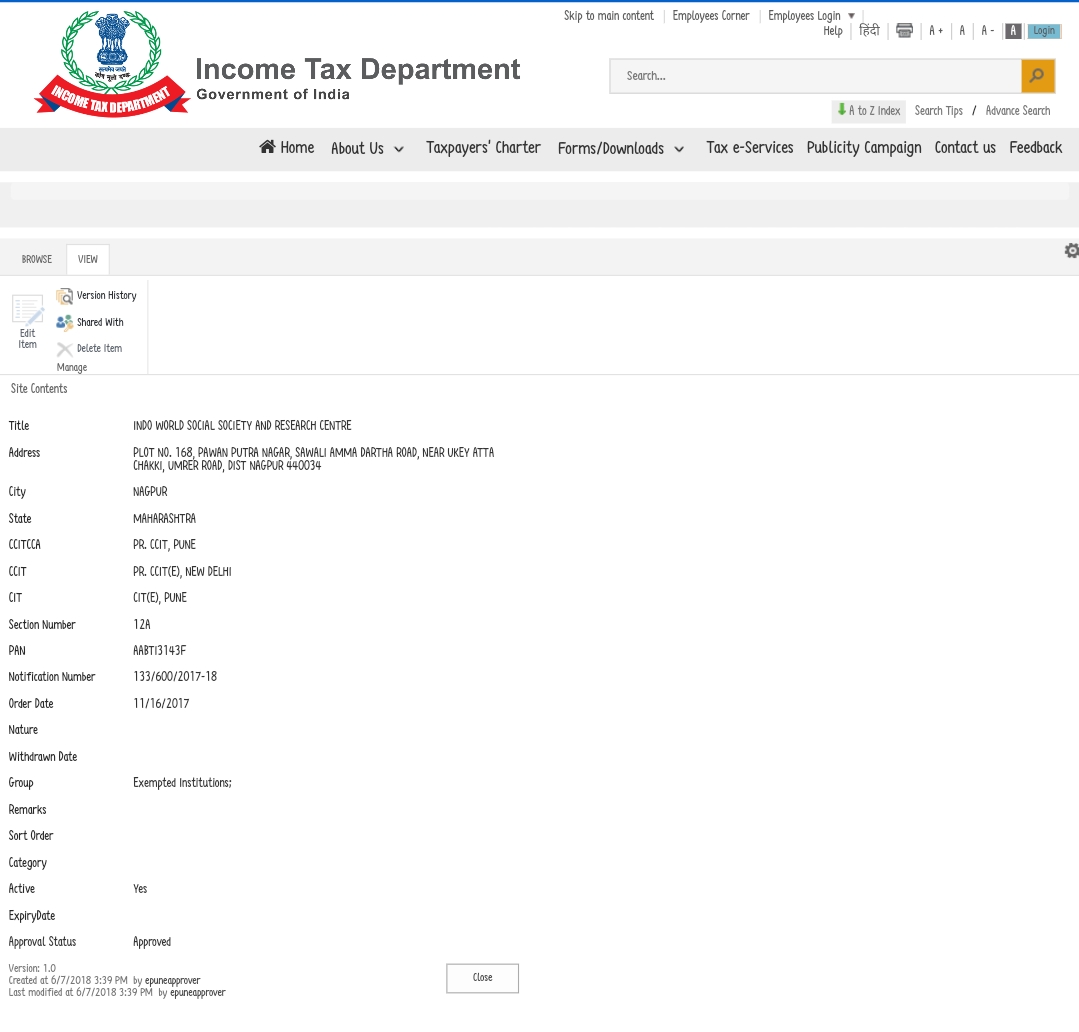 Skip to main content
Employees Corner
Employees Login
Help
हिंदी
A +
A
A -
A
Login
सत्यमेव जयते
कोष मूलो दण्डः
INCOME TAX DEPARTMENT
Income Tax Department
Government of India
Search...
A to Z Index
Search Tips / Advance Search
Home
About Us
Taxpayers' Charter
Forms/Downloads
Tax e-Services
Publicity Campaign
Contact us
Feedback
BROWSE
VIEW
Edit
Item
Version History
Shared With
Delete Item
Manage
Site Contents
Title INDO WORLD SOCIAL SOCIETY AND RESEARCH CENTRE
Address PLOT NO. 168, PAWAN PUTRA NAGAR, SAWALI AMMA DARTHA ROAD, NEAR UKEY ATTA
CHAKKI, UMRER ROAD, DIST NAGPUR 440034
City NAGPUR
State MAHARASHTRA
CCITCCA PR. CCIT, PUNE
CCIT PR. CCIT(E), NEW DELHI
CIT CIT(E), PUNE
Section Number 12A
PAN AABTI3143F
Notification Number 133/600/2017-18
Order Date 11/16/2017
Nature
Withdrawn Date
Group Exempted Institutions;
Remarks
Sort Order
Category
Active Yes
ExpiryDate
Approval Status Approved
Version: 1.0
Created at 6/7/2018 3:39 PM by epuneapprover
Last modified at 6/7/2018 3:39 PM by epuneapprover
Close